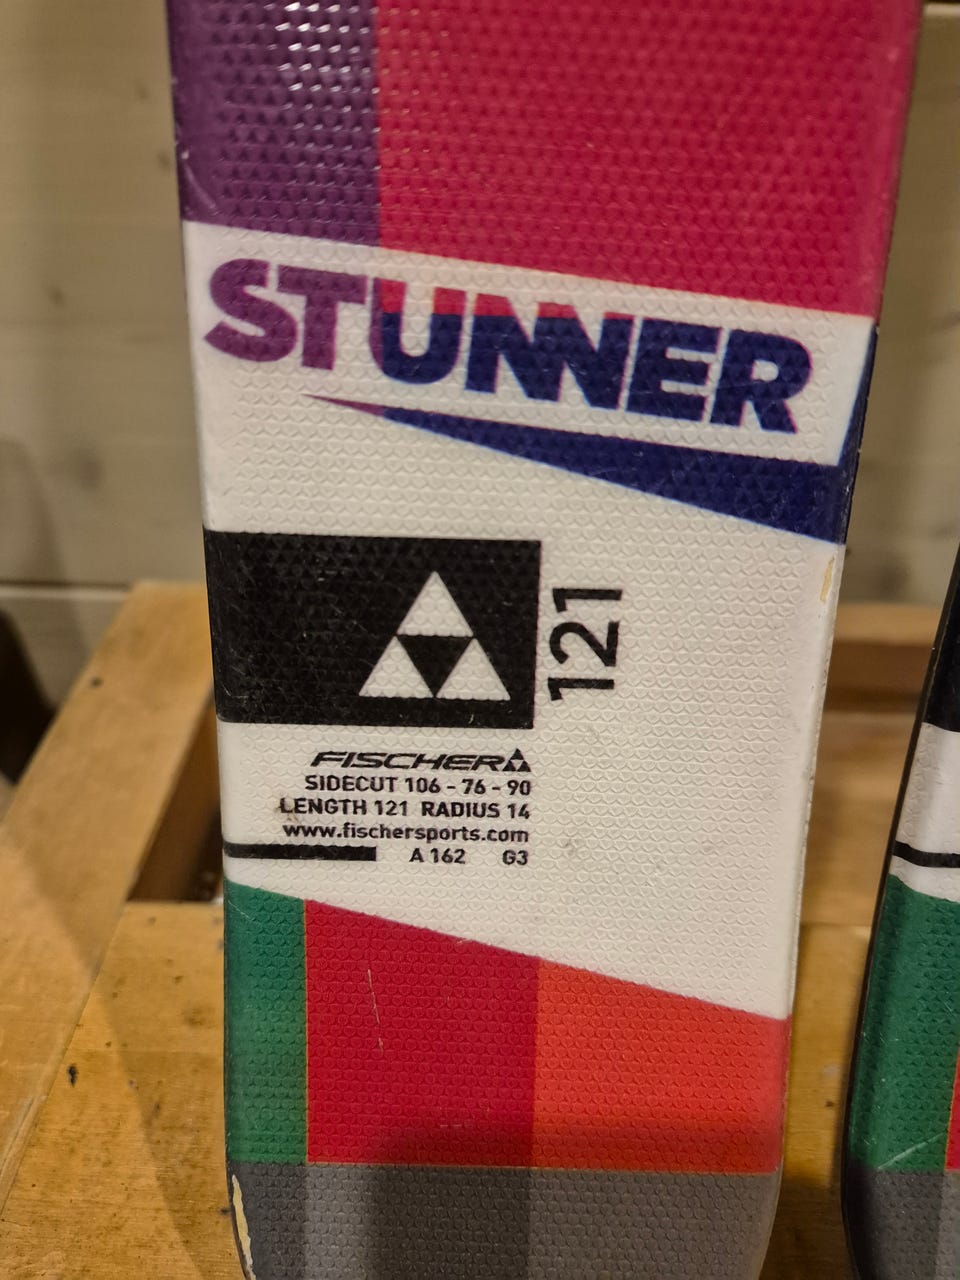 STUNNER
121
FISCHER
SIDECUT 106 - 76 - 90
LENGTH 121 RADIUS 14
www.fischersports.com
A 162 G3